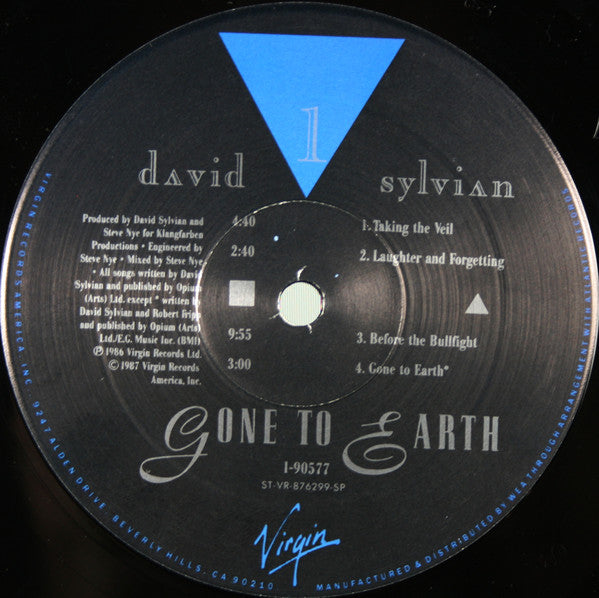 1
david sylvian
Produced by David Sylvian and
Steve Nye for Klangfarben
Productions • Engineered by
Steve Nye • Mixed by Steve Nye
• All songs written by David
Sylvian and published by Opium
(Arts) Ltd. except * written by
David Sylvian and Robert Fripp
and published by Opium (Arts)
Ltd./E.G. Music Inc. (BMI)
℗ 1986 Virgin Records Ltd.
© 1987 Virgin Records
America, Inc.
4:40 1. Taking the Veil
2:40 2. Laughter and Forgetting
9:55 3. Before the Bullfight
3:00 4. Gone to Earth*
GONE TO EARTH
1-90577
ST-VR-876299-SP
Virgin
VIRGIN RECORDS AMERICA, INC. 9247 ALDEN DRIVE, BEVERLY HILLS, CA 90210
MANUFACTURED & DISTRIBUTED BY WEA THROUGH ARRANGEMENT WITH ATLANTIC RECORDS